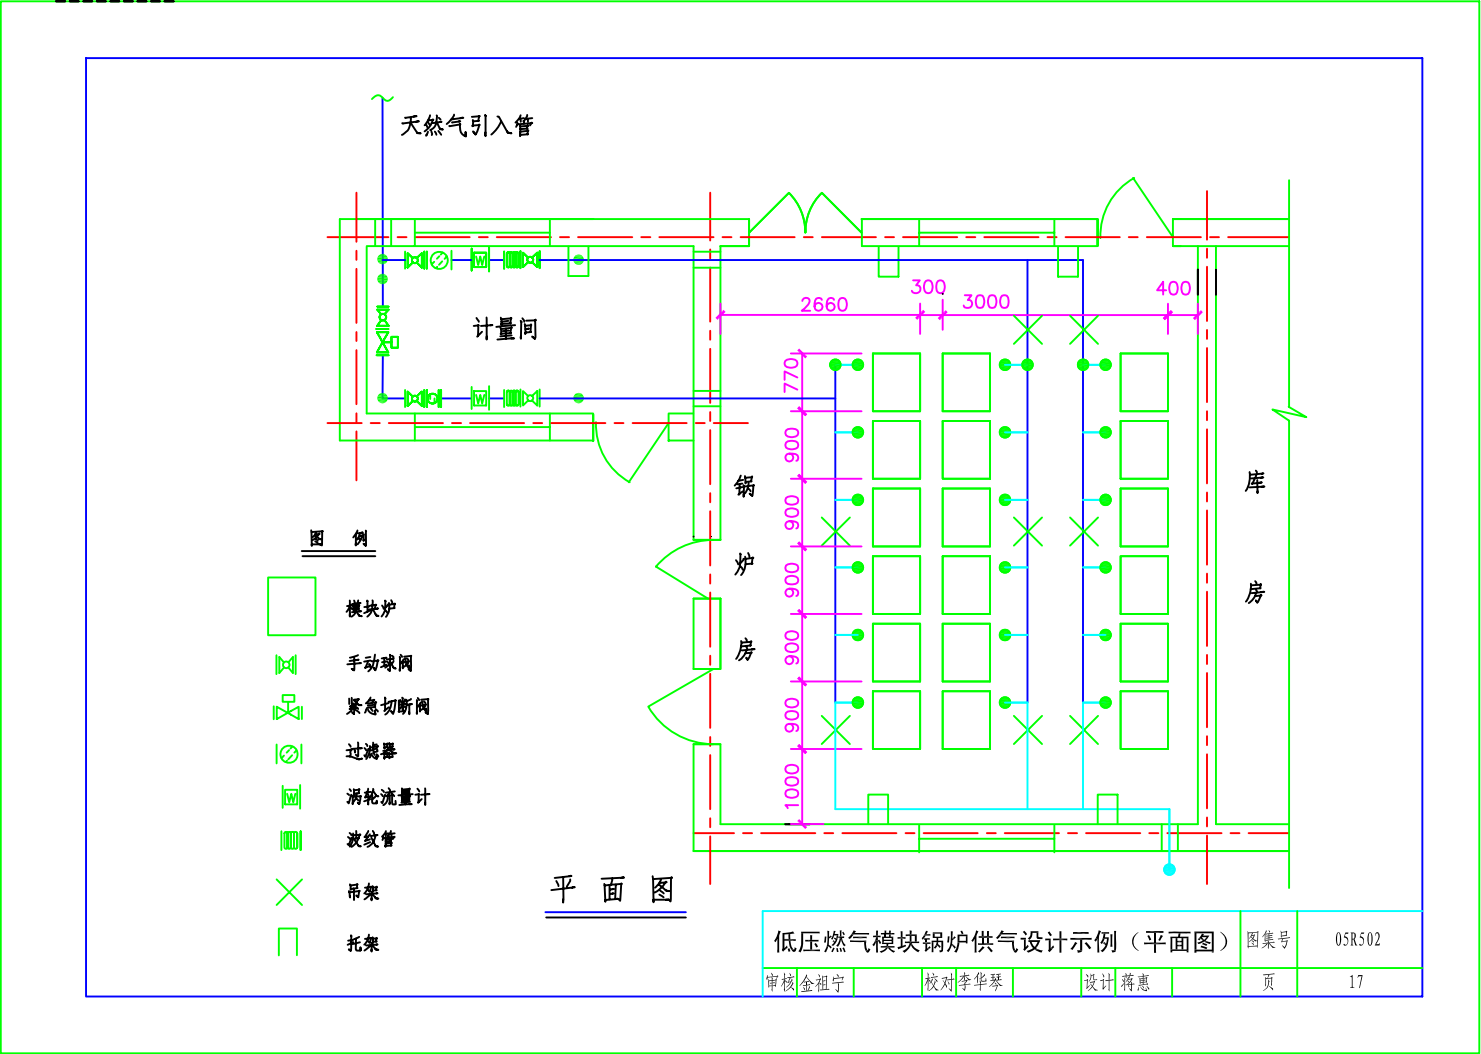 天然气引入管
计量间
2660
300
3000
400
770
900
900
900
900
900
1000
锅
炉
房
库
房
图 例
模块炉
手动球阀
紧急切断阀
过滤器
涡轮流量计
波纹管
吊架
托架
W
W
W
平 面 图
低压燃气模块锅炉供气设计示例（平面图） 图集号 05R502
审核 金祖宁 校对 李华琴 设计 蒋惠 页 17